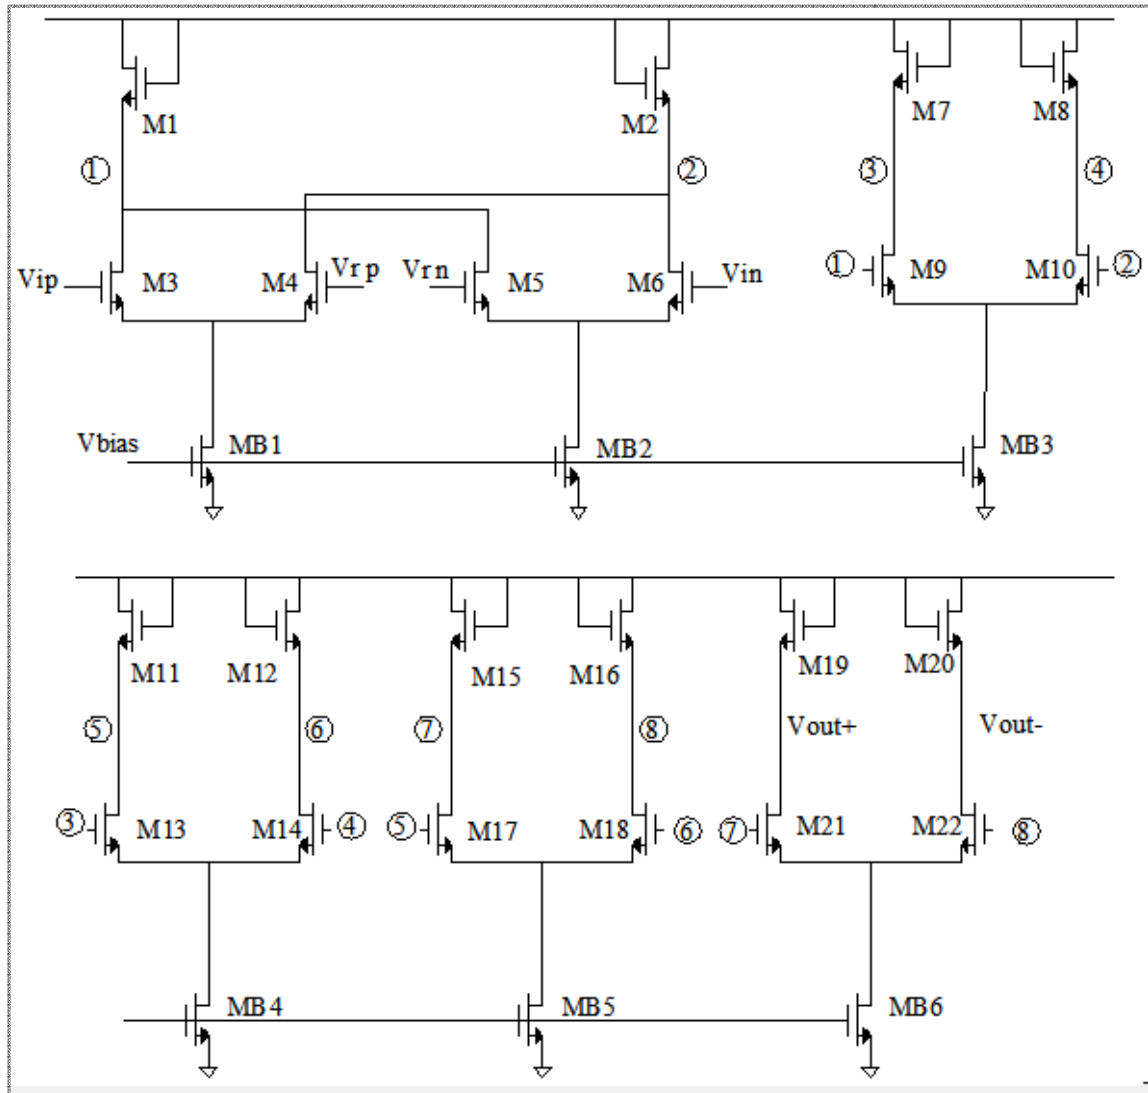 M1 M2 M7 M8
① ② ③ ④
Vip M3 M4 Vrp Vrn M5 M6 Vin ① M9 M10 ②
Vbias MB1 MB2 MB3
M11 M12 M15 M16 M19 M20
⑤ ⑥ ⑦ ⑧ Vout+ Vout-
③ M13 M14 ④ ⑤ M17 M18 ⑥ ⑦ M21 M22 ⑧
MB4 MB5 MB6